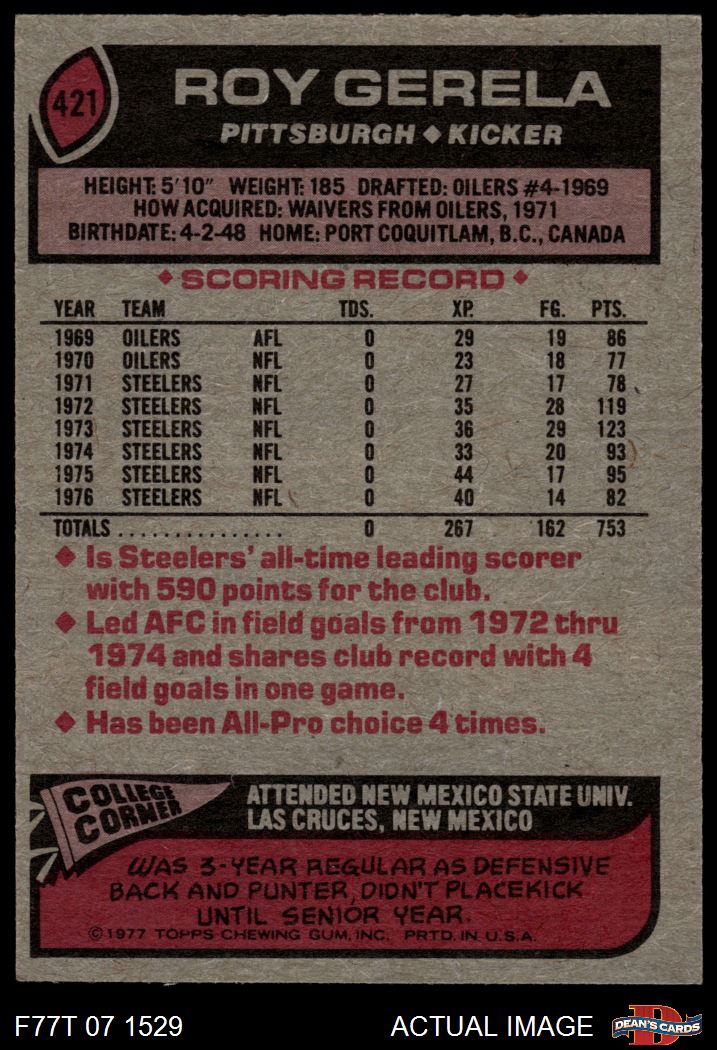 421
ROY GERELA
PITTSBURGH ◆ KICKER
HEIGHT: 5'10" WEIGHT: 185 DRAFTED: OILERS #4-1969
HOW ACQUIRED: WAIVERS FROM OILERS, 1971
BIRTHDATE: 4-2-48 HOME: PORT COQUITLAM, B.C., CANADA
◆ SCORING RECORD ◆
YEAR TEAM TDS. XP. FG. PTS.
1969 OILERS AFL 0 29 19 86
1970 OILERS NFL 0 23 18 77
1971 STEELERS NFL 0 27 17 78
1972 STEELERS NFL 0 35 28 119
1973 STEELERS NFL 0 36 29 123
1974 STEELERS NFL 0 33 20 93
1975 STEELERS NFL 0 44 17 95
1976 STEELERS NFL 0 40 14 82
TOTALS............... 0 267 162 753
◆ Is Steelers' all-time leading scorer
with 590 points for the club.
◆ Led AFC in field goals from 1972 thru
1974 and shares club record with 4
field goals in one game.
◆ Has been All-Pro choice 4 times.
COLLEGE
CORNER
ATTENDED NEW MEXICO STATE UNIV.
LAS CRUCES, NEW MEXICO
WAS 3-YEAR REGULAR AS DEFENSIVE
BACK AND PUNTER, DIDN'T PLACEKICK
UNTIL SENIOR YEAR.
©1977 TOPPS CHEWING GUM, INC. PRTD. IN U.S.A.
F77T 07 1529 ACTUAL IMAGE
D
DEAN'S CARDS